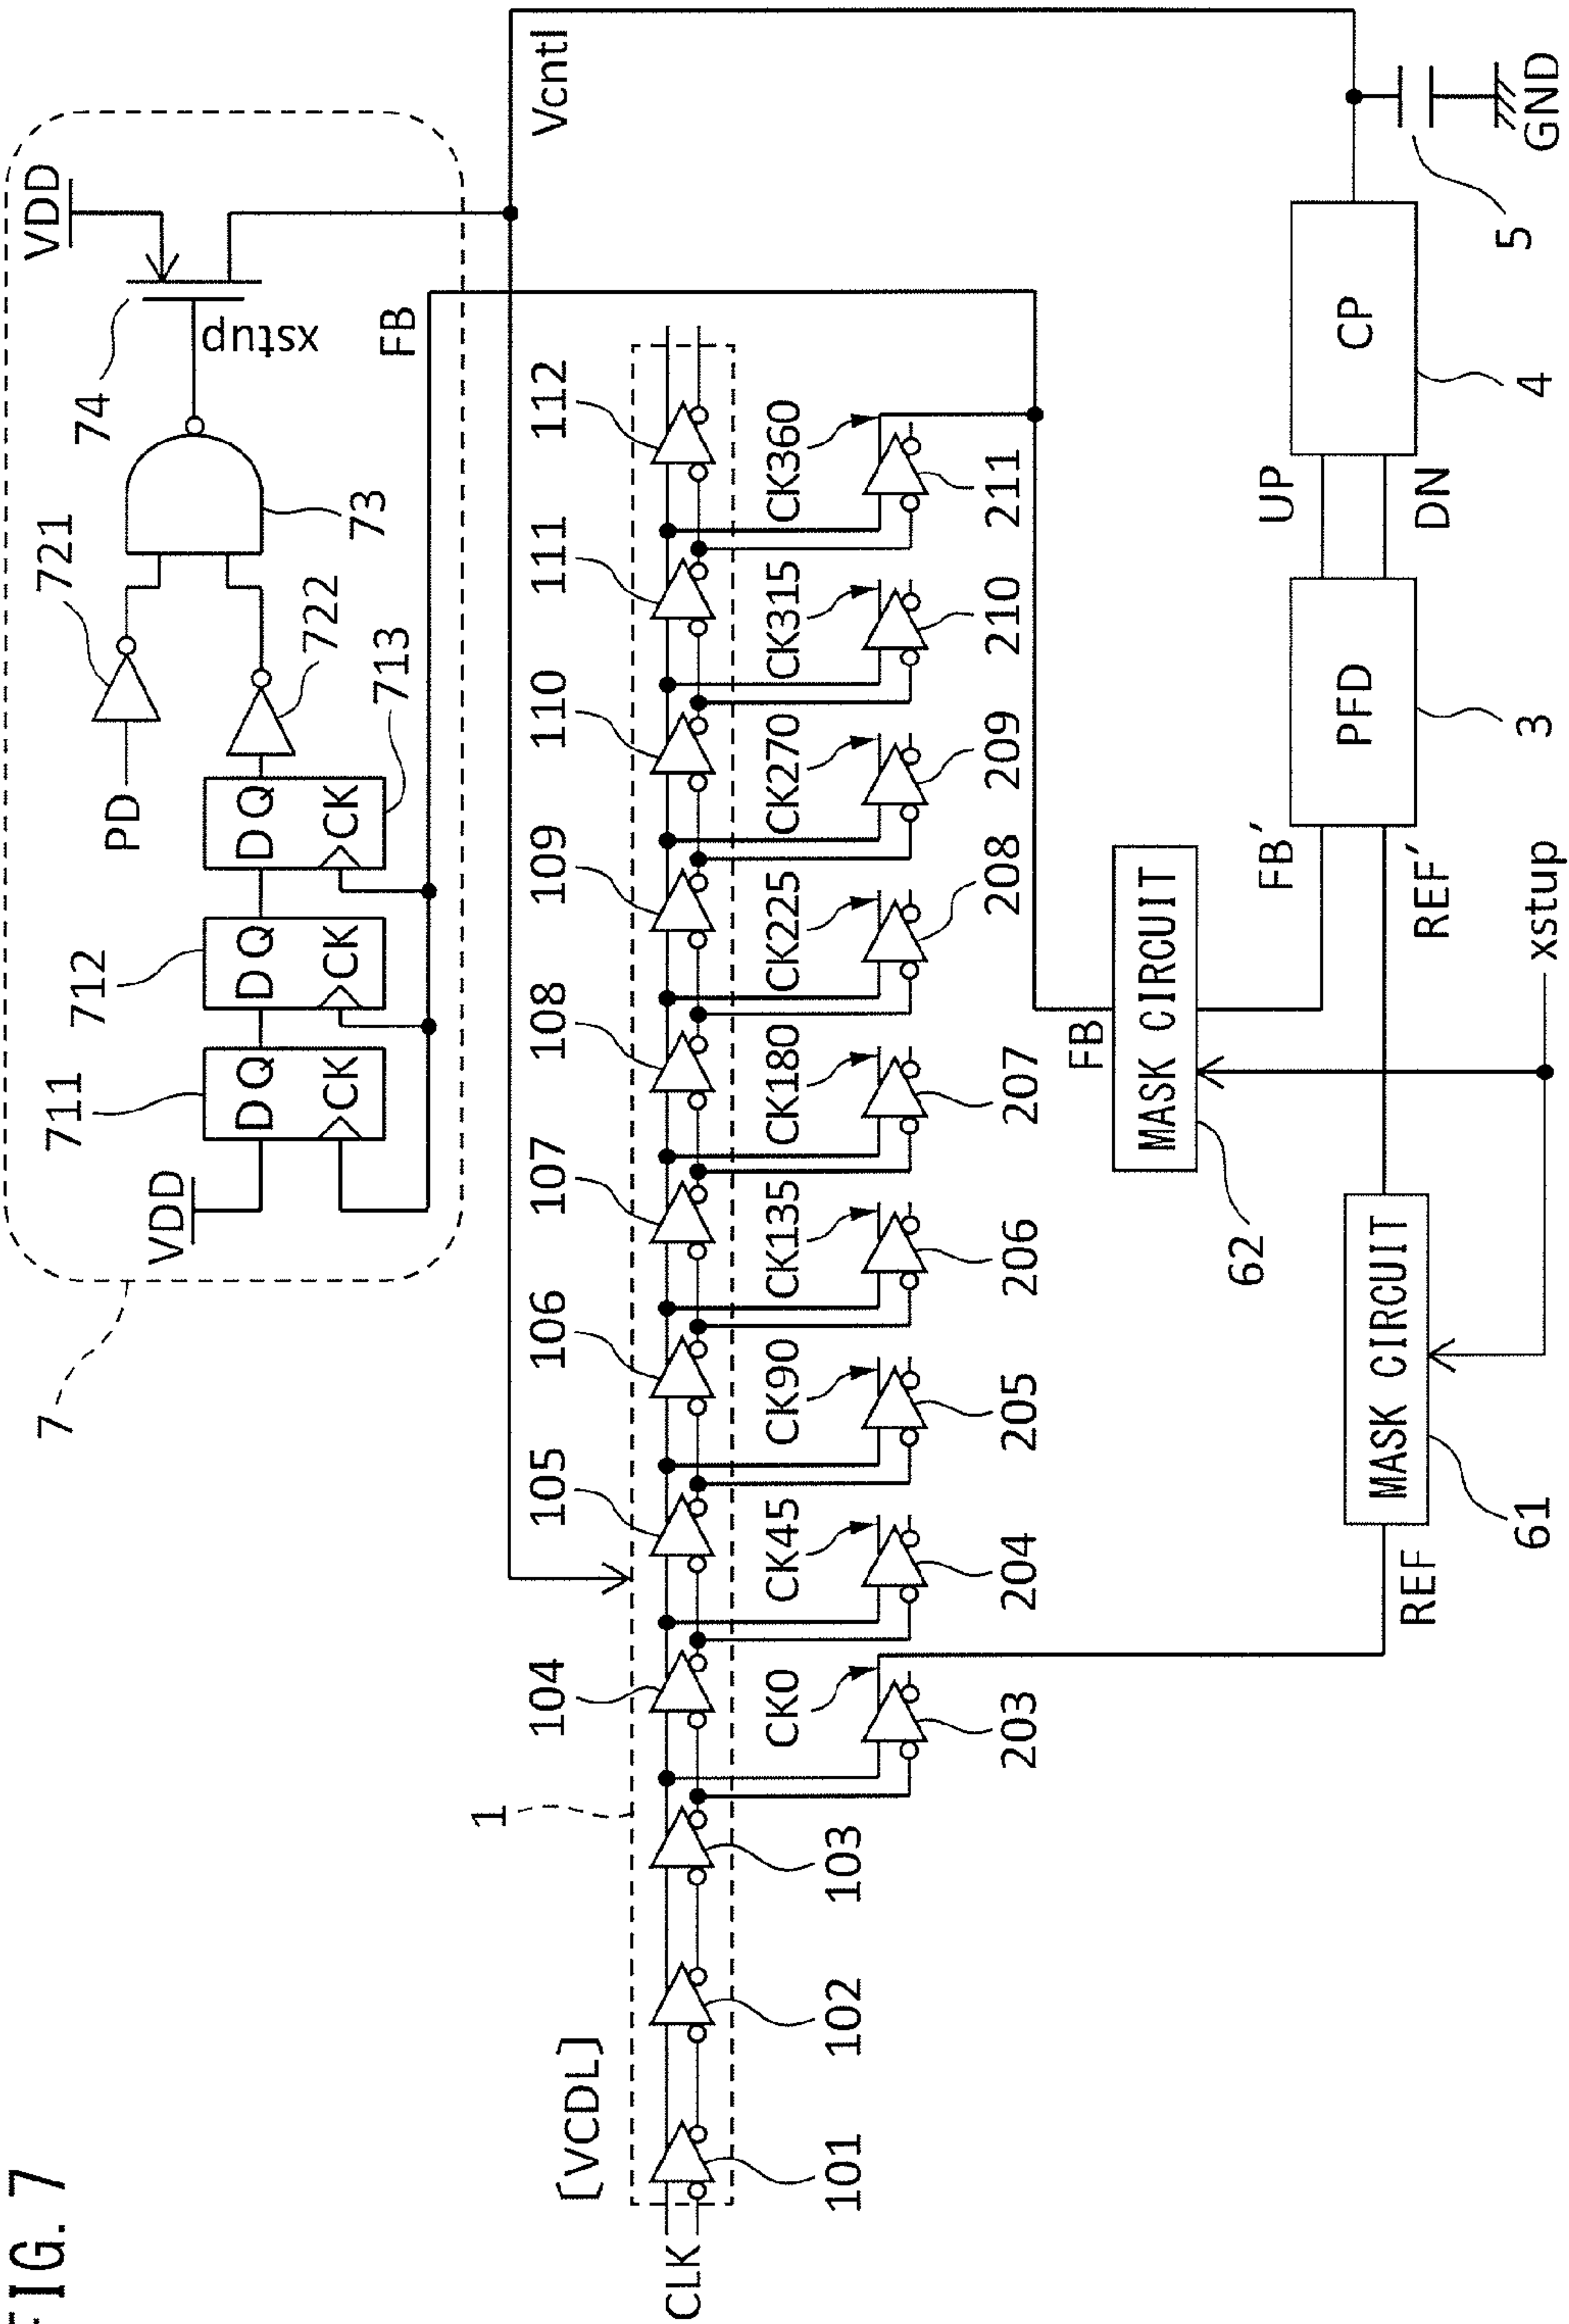 FIG. 7
7
VDD
711
D Q
CK
712
D Q
CK
713
D Q
CK
PD
721
722
73
74
VDD
xstup
FB
Vcntl
[VCDL]
1
CLK
101
102
103
104
105
106
107
108
109
110
111
112
CK0
CK45
CK90
CK135
CK180
CK225
CK270
CK315
CK360
203
204
205
206
207
208
209
210
211
FB
MASK CIRCUIT
62
REF
MASK CIRCUIT
61
xstup
FB′
REF′
PFD
3
UP
DN
CP
4
5
GND